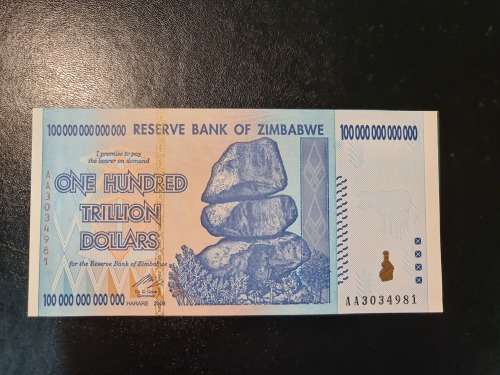 100 000 000 000 000 RESERVE BANK OF ZIMBABWE 100 000 000 000 000
I promise to pay
the bearer on demand
ONE HUNDRED
TRILLION
DOLLARS
for the Reserve Bank of Zimbabwe
HARARE 2008
100 000 000 000 000
AA3034981
AA3034981